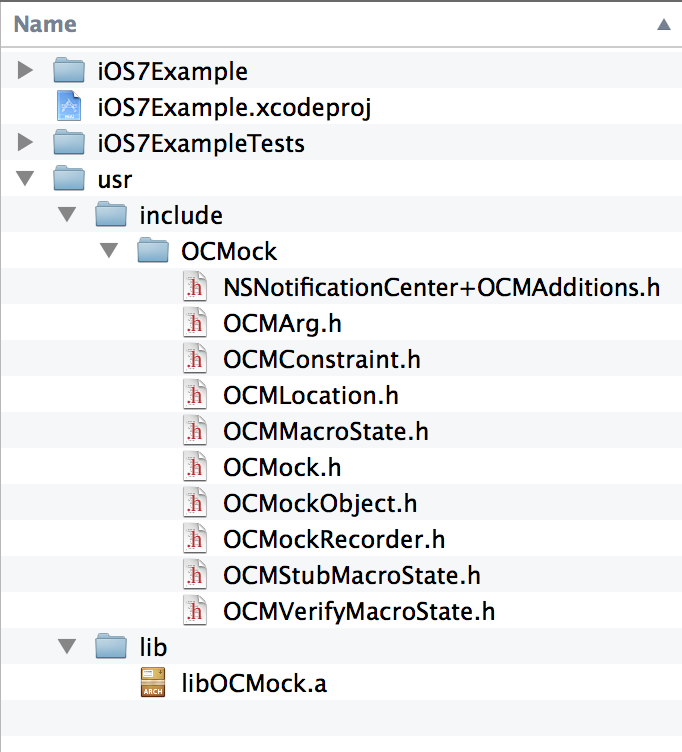 Name
iOS7Example
iOS7Example.xcodeproj
iOS7ExampleTests
usr
include
OCMock
.h NSNotificationCenter+OCMAdditions.h
.h OCMArg.h
.h OCMConstraint.h
.h OCMLocation.h
.h OCMMacroState.h
.h OCMock.h
.h OCMockObject.h
.h OCMockRecorder.h
.h OCMStubMacroState.h
.h OCMVerifyMacroState.h
lib
ARCH libOCMock.a